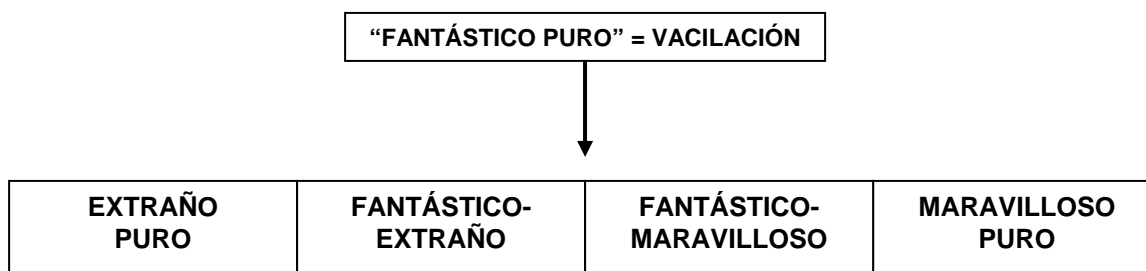 “FANTÁSTICO PURO” = VACILACIÓN
EXTRAÑO
PURO
FANTÁSTICO-
EXTRAÑO
FANTÁSTICO-
MARAVILLOSO
MARAVILLOSO
PURO